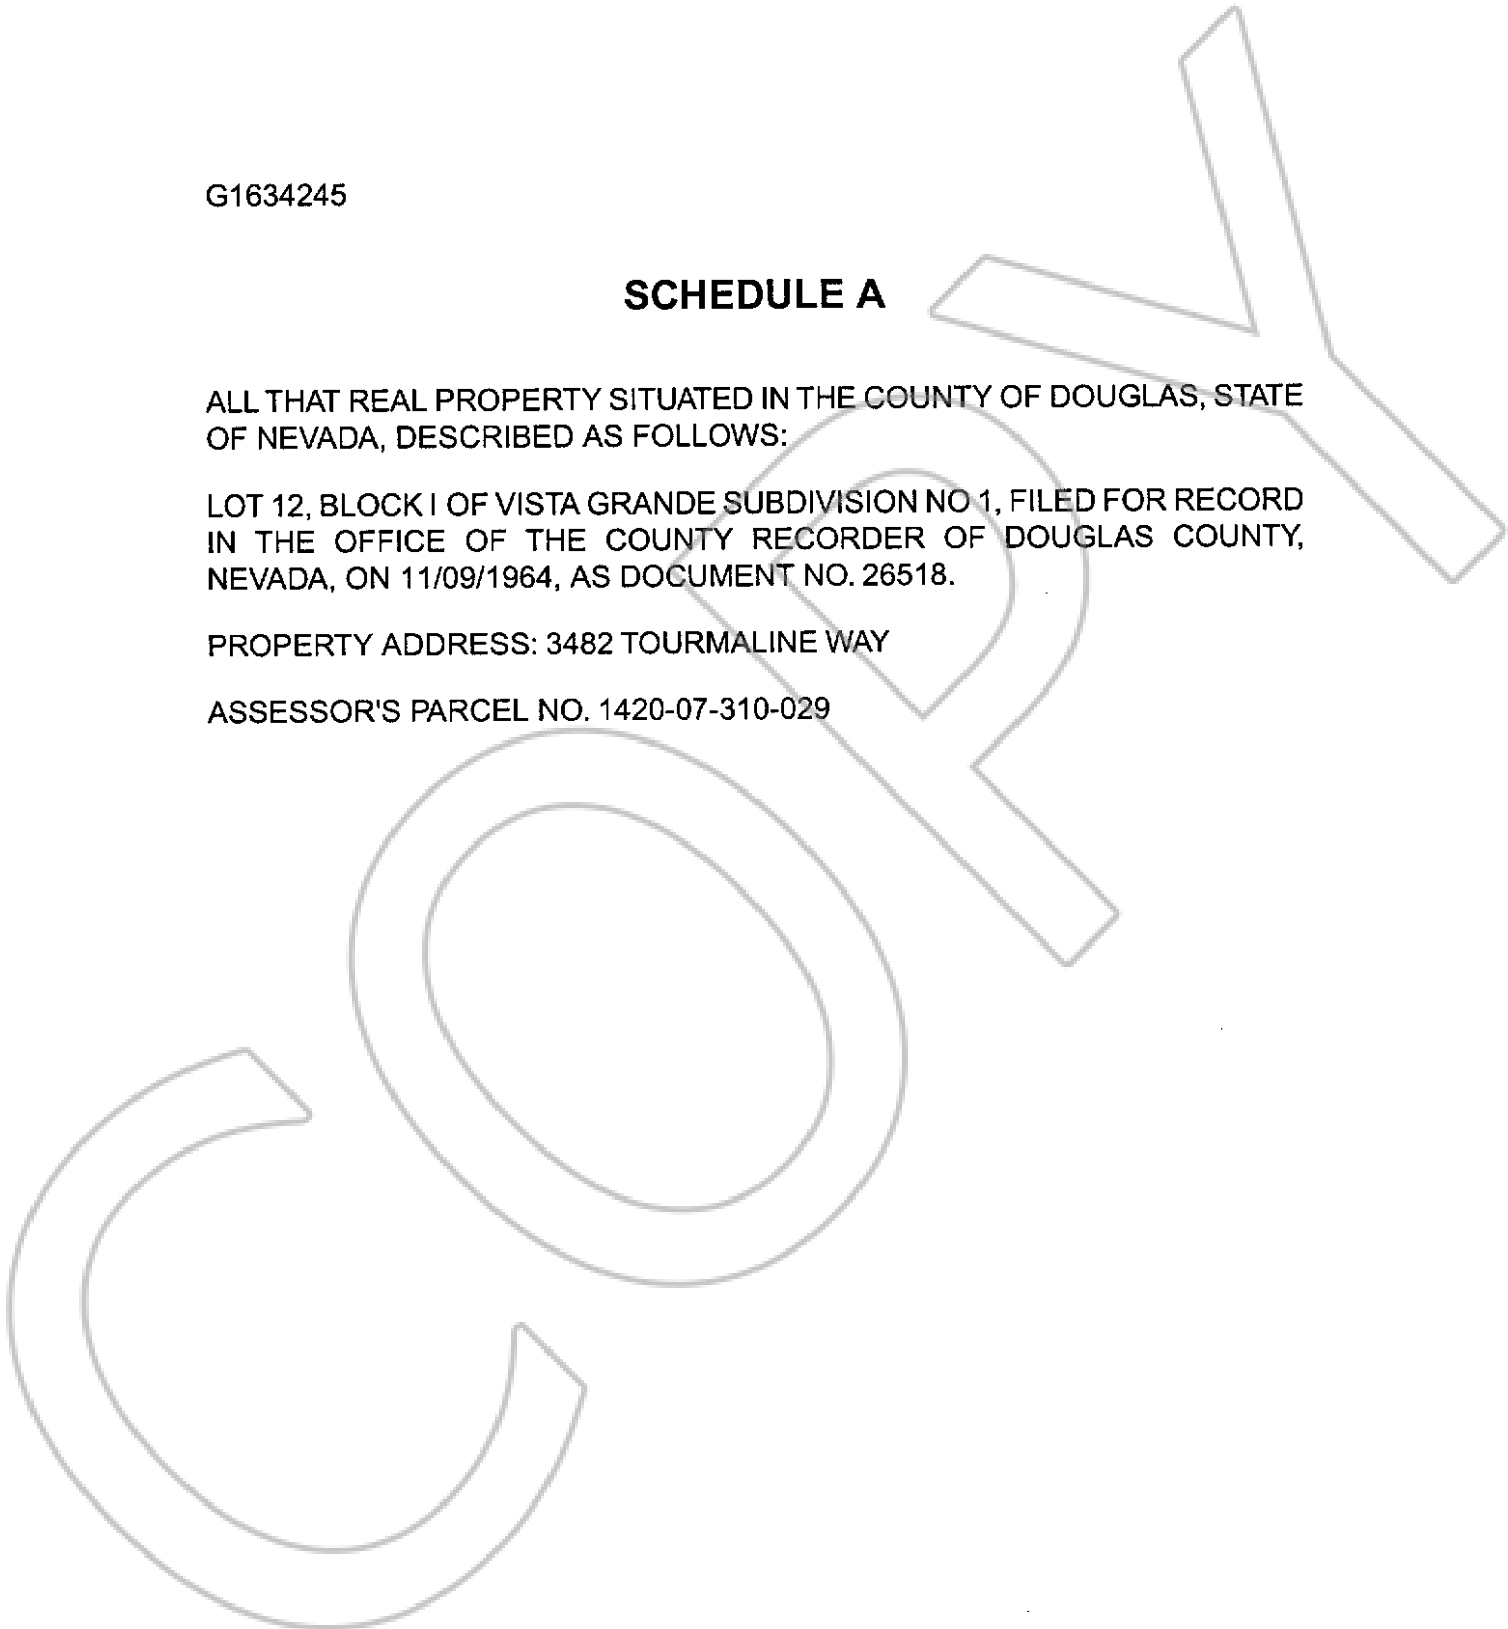 G1634245
SCHEDULE A
ALL THAT REAL PROPERTY SITUATED IN THE COUNTY OF DOUGLAS, STATE
OF NEVADA, DESCRIBED AS FOLLOWS:
LOT 12, BLOCK I OF VISTA GRANDE SUBDIVISION NO 1, FILED FOR RECORD
IN THE OFFICE OF THE COUNTY RECORDER OF DOUGLAS COUNTY,
NEVADA, ON 11/09/1964, AS DOCUMENT NO. 26518.
PROPERTY ADDRESS: 3482 TOURMALINE WAY
ASSESSOR'S PARCEL NO. 1420-07-310-029
COPY